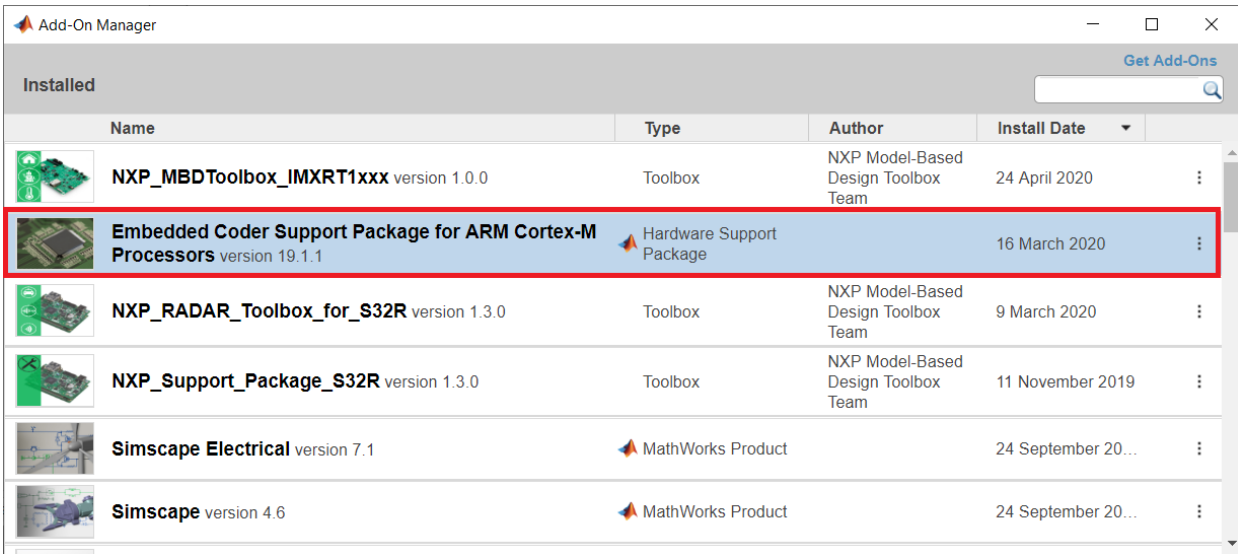 Add-On Manager
Get Add-Ons
Installed
Name Type Author Install Date
NXP_MBDToolbox_IMXRT1xxx version 1.0.0 Toolbox NXP Model-Based Design Toolbox Team 24 April 2020
Embedded Coder Support Package for ARM Cortex-M
Processors version 19.1.1
Hardware Support
Package
16 March 2020
NXP_RADAR_Toolbox_for_S32R version 1.3.0 Toolbox NXP Model-Based Design Toolbox Team 9 March 2020
NXP_Support_Package_S32R version 1.3.0 Toolbox NXP Model-Based Design Toolbox Team 11 November 2019
Simscape Electrical version 7.1 MathWorks Product 24 September 20...
Simscape version 4.6 MathWorks Product 24 September 20...